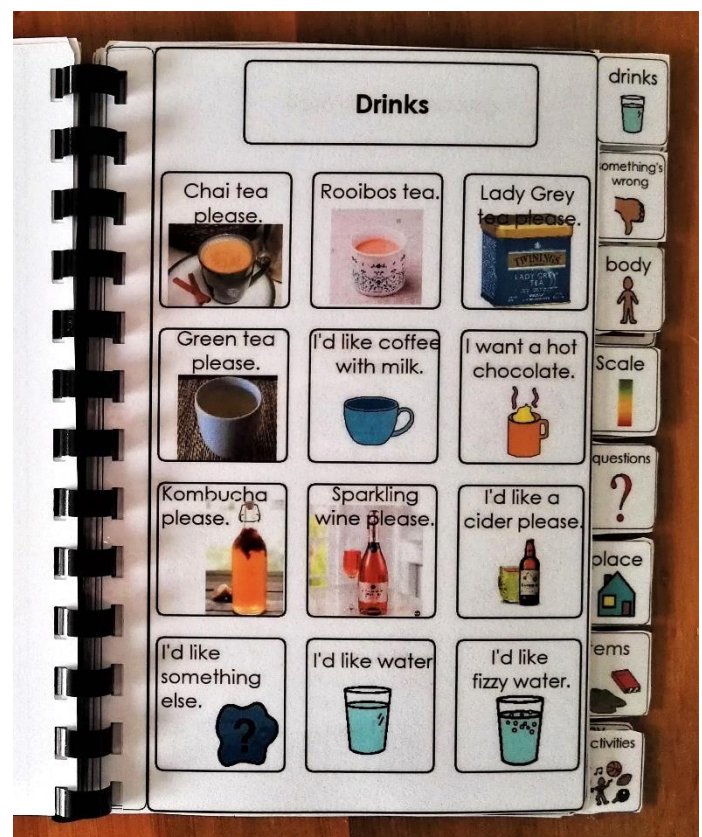 Drinks
Chai tea
please.
Rooibos tea.
Lady Grey
tea please.
TWININGS
LADY GREY
TEA
Green tea
please.
I'd like coffee
with milk.
I want a hot
chocolate.
Kombucha
please.
Sparkling
wine please.
I'd like a
cider please.
I'd like
something
else.
?
I'd like water
I'd like
fizzy water.
drinks
omething's
wrong
body
Scale
questions
?
place
ems
ctivities